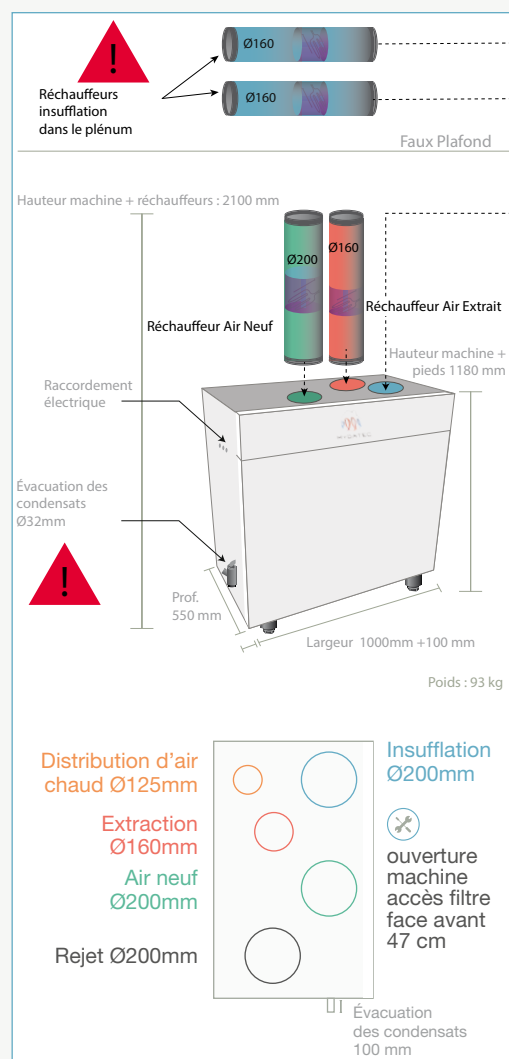 !
Ø160
Réchauffeurs
insufflation
dans le plénum
Ø160
Faux Plafond
Hauteur machine + réchauffeurs : 2100 mm
Ø200
Ø160
Réchauffeur Air Neuf
Réchauffeur Air Extrait
Hauteur machine +
pieds 1180 mm
Raccordement
électrique
Évacuation des
condensats
Ø32mm
!
Prof.
550 mm
Largeur 1000mm +100 mm
Poids : 93 kg
Distribution d’air
chaud Ø125mm
Insufflation
Ø200mm
Extraction
Ø160mm
ouverture
machine
accès filtre
face avant
47 cm
Air neuf
Ø200mm
Rejet Ø200mm
Évacuation
des condensats
100 mm